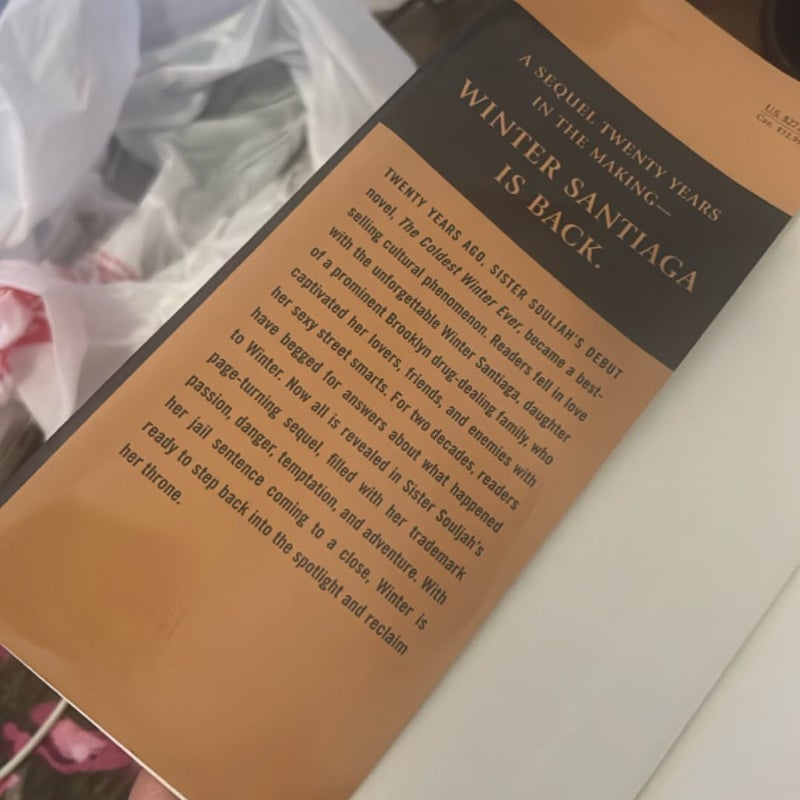 A SEQUEL TWENTY YEARS
IN THE MAKING—
WINTER SANTIAGA
IS BACK.
U.S. $27
Can.
TWENTY YEARS AGO, SISTER SOULJAH'S DEBUT
novel, The Coldest Winter Ever, became a best-
selling cultural phenomenon. Readers fell in love
with the unforgettable Winter Santiaga, daughter
of a prominent Brooklyn drug-dealing family, who
captivated her lovers, friends, and enemies with
her sexy street smarts. For two decades, readers
have begged for answers about what happened
to Winter. Now all is revealed in Sister Souljah's
page-turning sequel, filled with her trademark
passion, danger, temptation, and adventure. With
her jail sentence coming to a close, Winter is
ready to step back into the spotlight and reclaim
her throne.